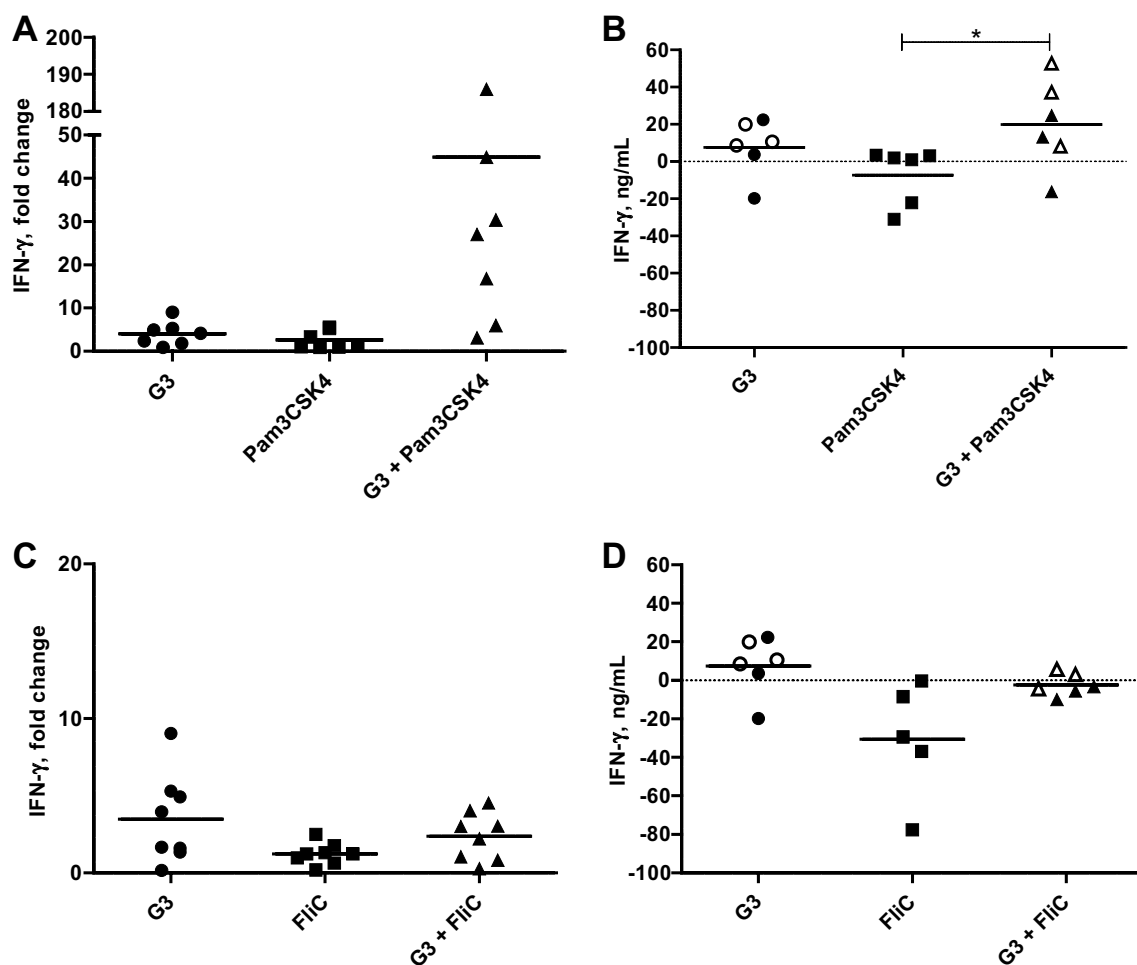 A
IFN-γ, fold change
200
190
180
50
40
30
20
10
0
G3
Pam3CSK4
G3 + Pam3CSK4
B
IFN-γ, ng/mL
60
40
20
0
-20
-40
-60
-80
-100
*
G3
Pam3CSK4
G3 + Pam3CSK4
C
IFN-γ, fold change
20
10
0
G3
FliC
G3 + FliC
D
IFN-γ, ng/mL
60
40
20
0
-20
-40
-60
-80
-100
G3
FliC
G3 + FliC